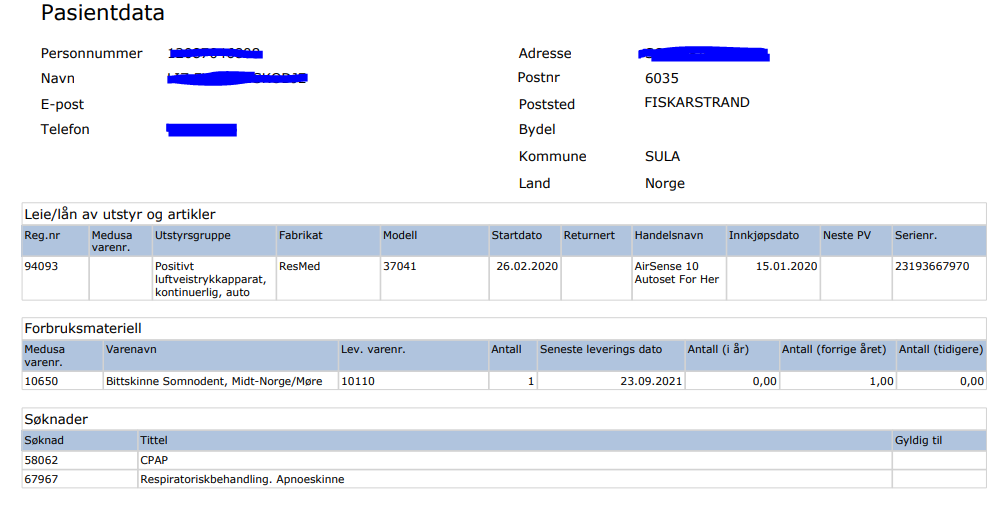 Pasientdata
Personnummer
Navn
E-post
Telefon
Adresse
Postnr 6035
Poststed FISKARSTRAND
Bydel
Kommune SULA
Land Norge
Leie/lån av utstyr og artikler
Reg.nr Medusa varenr. Utstyrsgruppe Fabrikat Modell Startdato Returnert Handelsnavn Innkjøpsdato Neste PV Serienr.
94093 Positivt luftveistrykkapparat, kontinuerlig, auto ResMed 37041 26.02.2020 AirSense 10 Autoset For Her 15.01.2020 23193667970
Forbruksmateriell
Medusa varenr. Varenavn Lev. varenr. Antall Seneste leverings dato Antall (i år) Antall (forrige året) Antall (tidigere)
10650 Bittskinne Somnodent, Midt-Norge/Møre 10110 1 23.09.2021 0,00 1,00 0,00
Søknader
Søknad Tittel Gyldig til
58062 CPAP
67967 Respiratoriskbehandling. Apnoeskinne